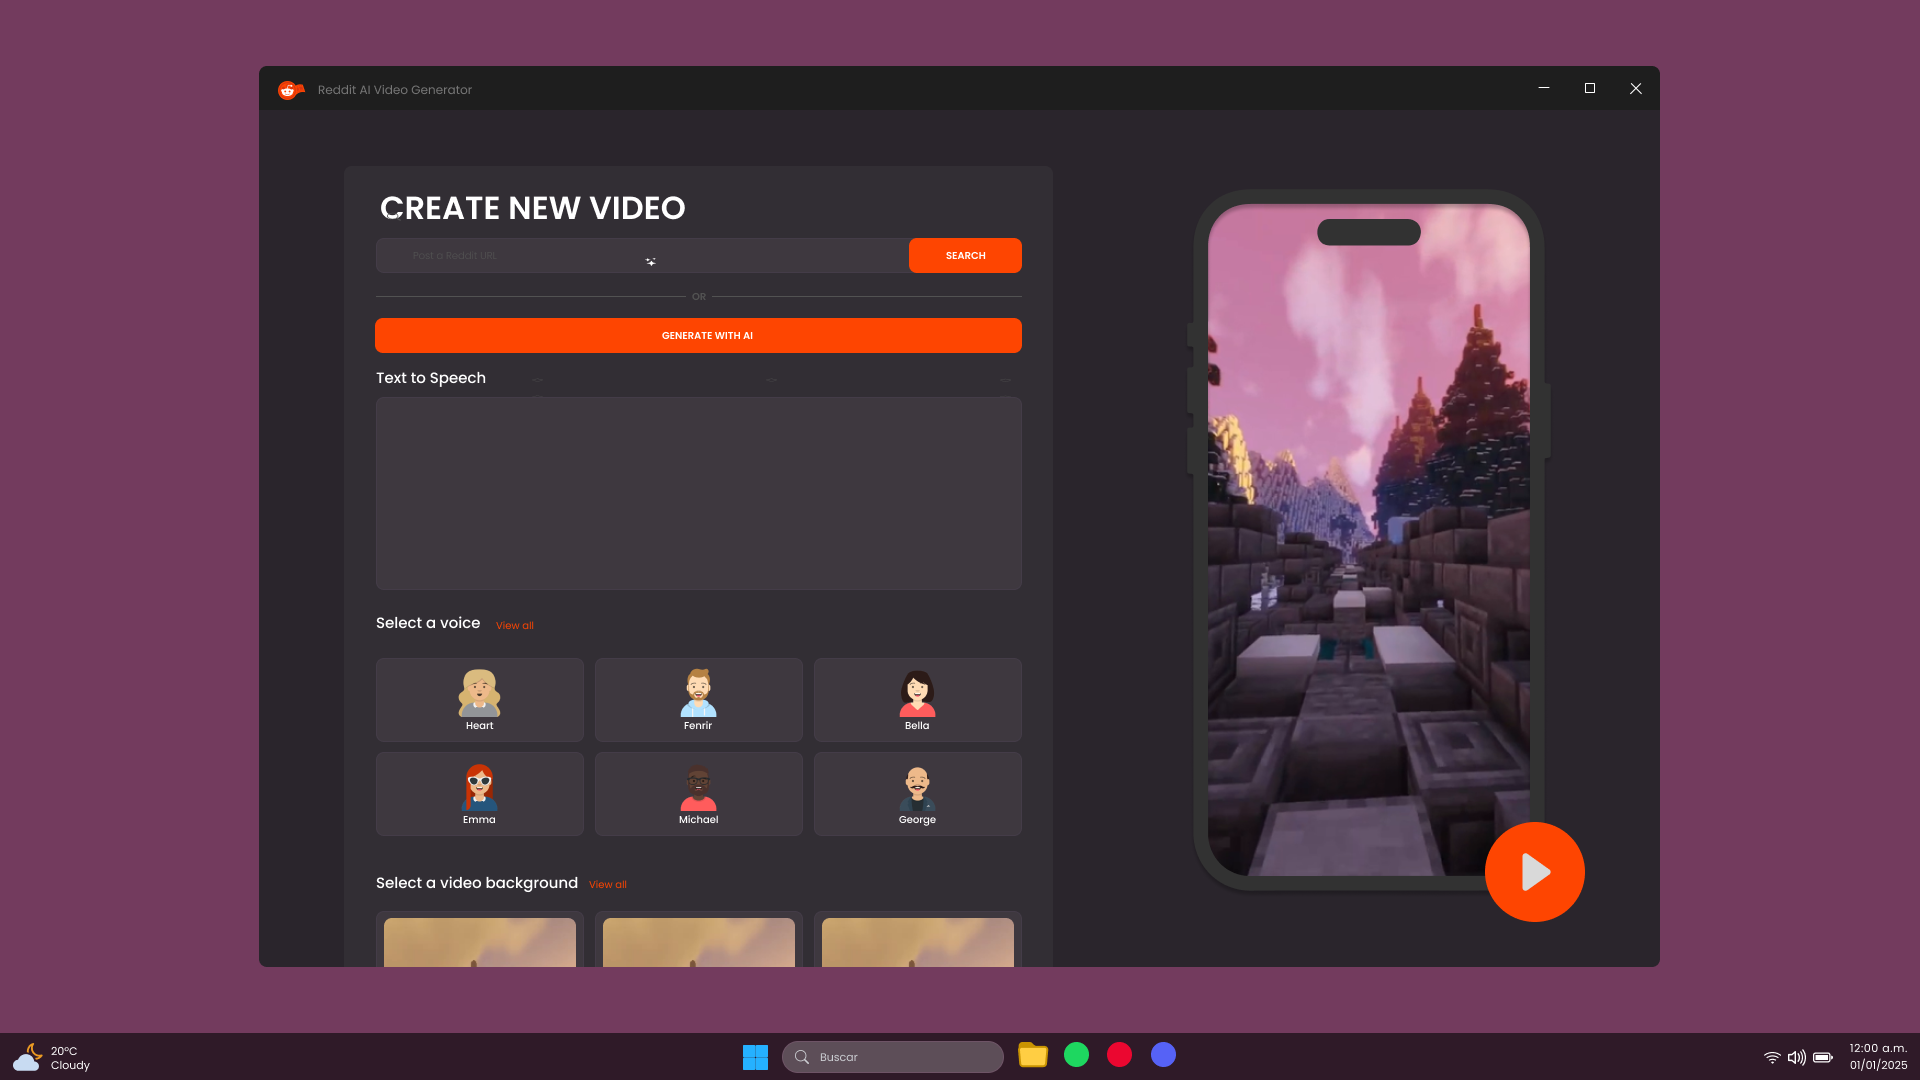 Reddit AI Video Generator
CREATE NEW VIDEO
Post a Reddit URL
SEARCH
OR
GENERATE WITH AI
Text to Speech
Select a voice
View all
Heart
Fenrir
Bella
Emma
Michael
George
Select a video background
View all
20°C
Cloudy
Buscar
12:00 a.m.
01/01/2025